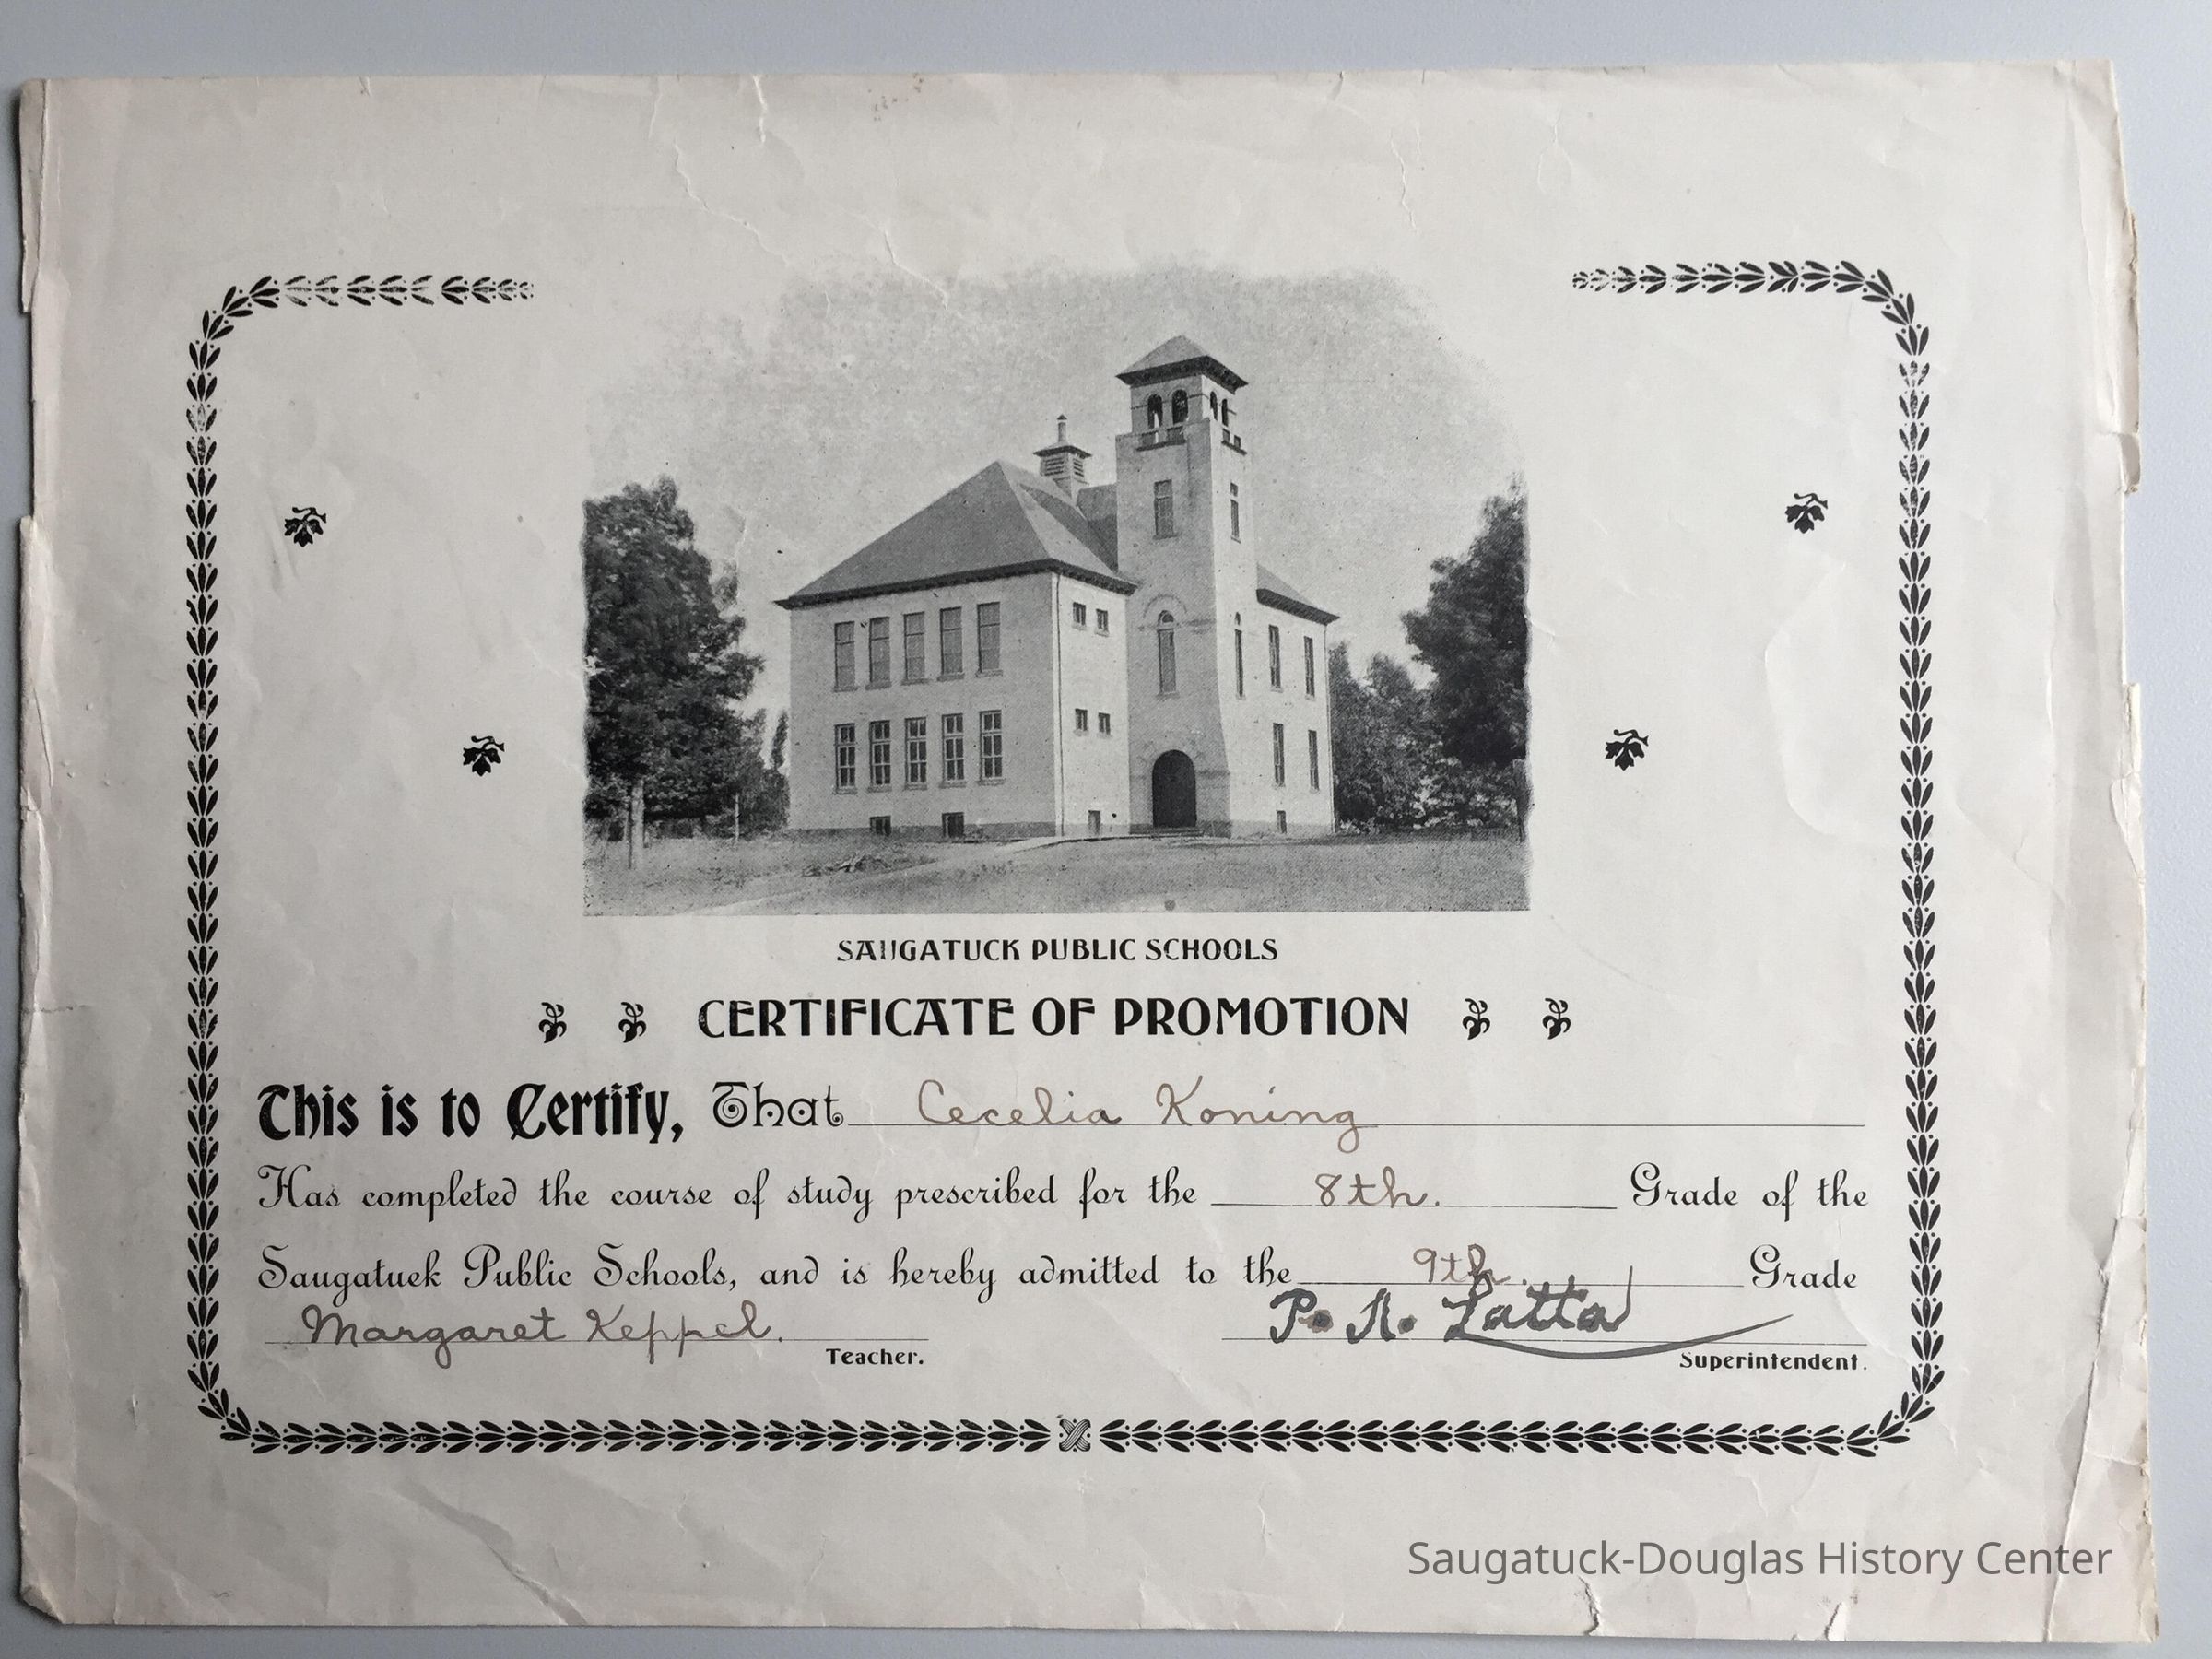 SAUGATUCK PUBLIC SCHOOLS
CERTIFICATE OF PROMOTION
This is to Certify, That Cecelia Koning
Has completed the course of study prescribed for the 8th. Grade of the
Saugatuck Public Schools, and is hereby admitted to the 9th. Grade
Margaret Keppel. P. A. Latta
Teacher. Superintendent.
Saugatuck-Douglas History Center